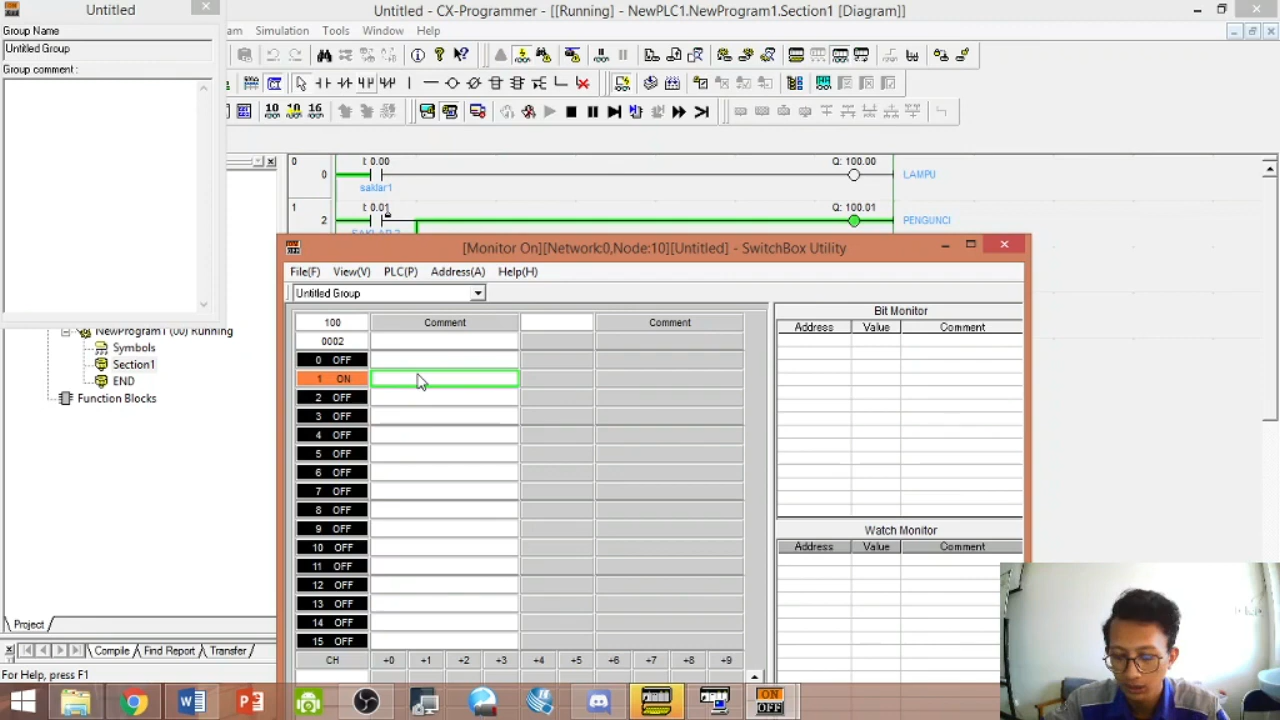 Untitled
Untitled - CX-Programmer - [[Running] - NewPLC1.NewProgram1.Section1 [Diagram]]
Group Name
am Simulation Tools Window Help
Untitled Group
Group comment :
10 10 16
0
I: 0.00
Q: 100.00
0
LAMPU
saklar1
1
I: 0.01
Q: 100.01
2
PENGUNCI
[Monitor On][Network:0,Node:10][Untitled] - SwitchBox Utility
File(F) View(V) PLC(P) Address(A) Help(H)
Untitled Group
100 Comment Comment
0002
0 OFF
1 ON
2 OFF
3 OFF
4 OFF
5 OFF
6 OFF
7 OFF
8 OFF
9 OFF
10 OFF
11 OFF
12 OFF
13 OFF
14 OFF
15 OFF
CH +0 +1 +2 +3 +4 +5 +6 +7 +8 +9
Bit Monitor
Address Value Comment
Watch Monitor
Address Value Comment
NewProgram1 (00) Running
Symbols
Section1
END
Function Blocks
Project
Compile Find Report Transfer
For Help, press F1
ON
OFF